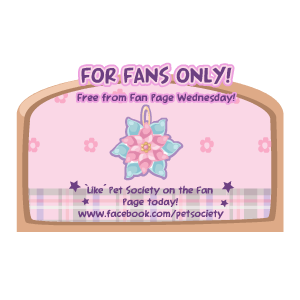 FOR FANS ONLY!
Free from Fan Page Wednesday!
'Like' Pet Society on the Fan
Page today!
www.facebook.com/petsociety